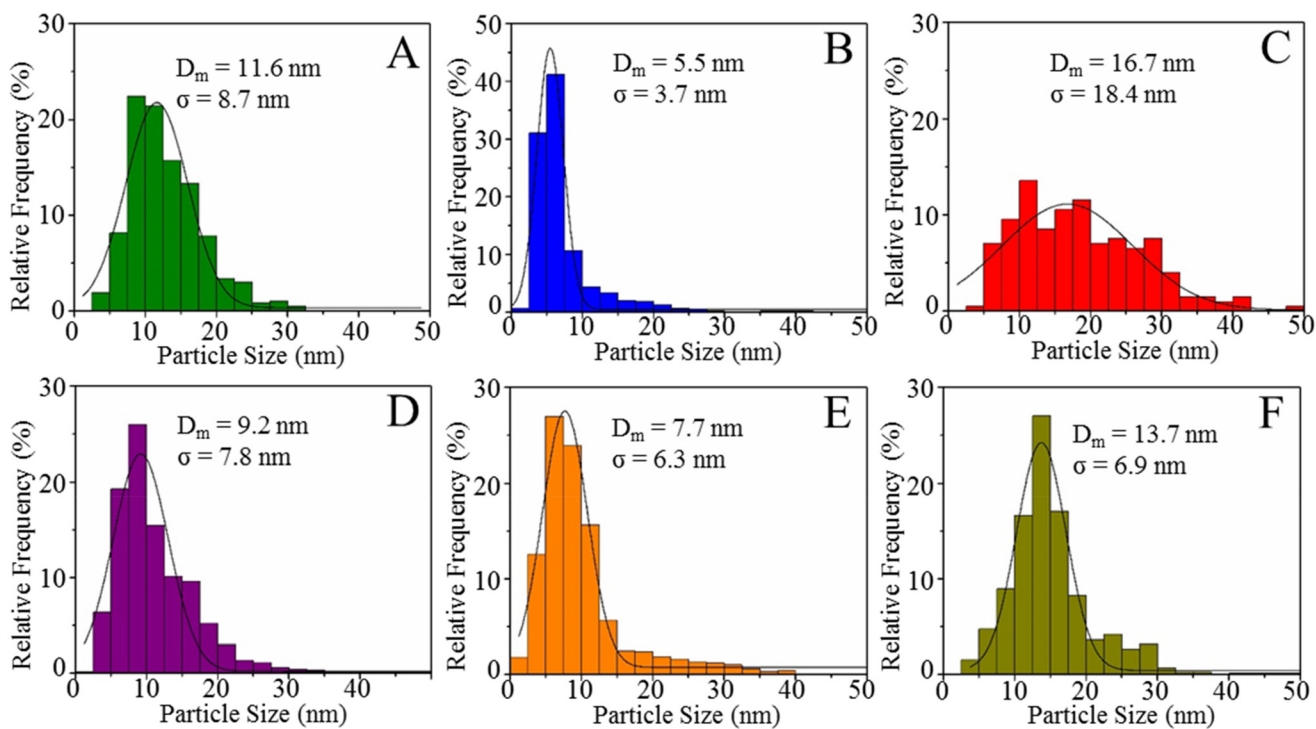 A
D_m = 11.6 nm
σ = 8.7 nm
Relative Frequency (%)
30
20
10
0
0 10 20 30 40 50
Particle Size (nm)
B
D_m = 5.5 nm
σ = 3.7 nm
Relative Frequency (%)
50
40
30
20
10
0
0 10 20 30 40 50
Particle Size (nm)
C
D_m = 16.7 nm
σ = 18.4 nm
Relative Frequency (%)
30
20
10
0
0 10 20 30 40 50
Particle Size (nm)
D
D_m = 9.2 nm
σ = 7.8 nm
Relative Frequency (%)
30
20
10
0
0 10 20 30 40
Particle Size (nm)
E
D_m = 7.7 nm
σ = 6.3 nm
Relative Frequency (%)
30
20
10
0
0 10 20 30 40 50
Particle Size (nm)
F
D_m = 13.7 nm
σ = 6.9 nm
Relative Frequency (%)
30
20
10
0
0 10 20 30 40 50
Particle Size (nm)